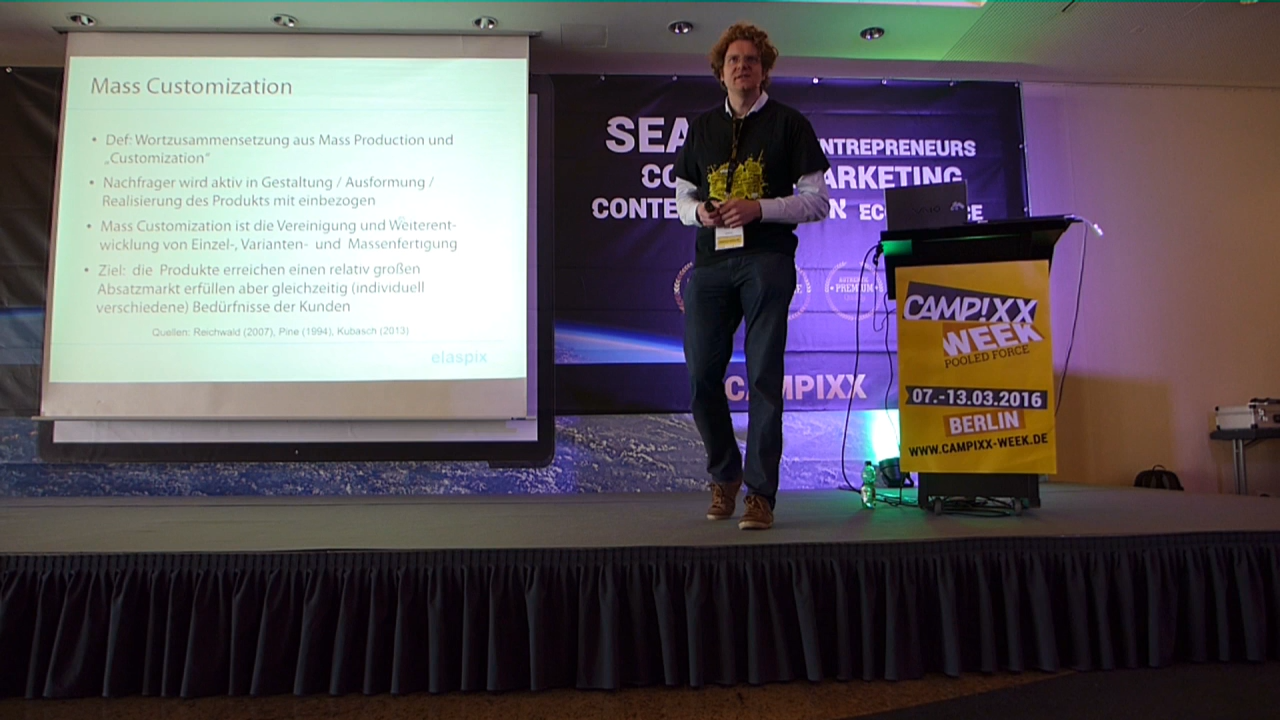 Mass Customization
• Def: Wortzusammensetzung aus Mass Production und
„Customization“
• Nachfrager wird aktiv in Gestaltung / Ausformung /
Realisierung des Produkts mit einbezogen
• Mass Customization ist die Vereinigung und Weiterent-
wicklung von Einzel-, Varianten- und Massenfertigung
• Ziel: die Produkte erreichen einen relativ großen
Absatzmarkt erfüllen aber gleichzeitig (individuell
verschiedene) Bedürfnisse der Kunden
Quellen: Reichwald (2007), Pine (1994), Kubasch (2013)
elaspix
SEA
NTREPRENEURS
CO
ARKETING
CONTE
N EC
CE
PREMIUM
CAMPIXX
CAMP!XX
WEEK
POOLED FORCE
07.-13.03.2016
BERLIN
WWW.CAMPIXX-WEEK.DE